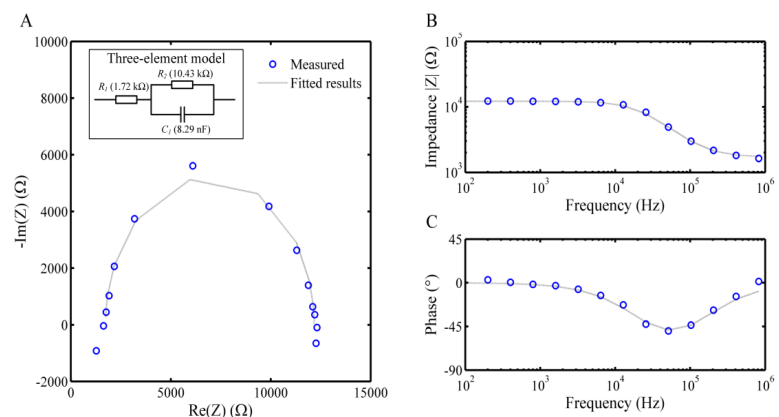 A
Three-element model
R2 (10.43 kΩ)
R1 (1.72 kΩ)
C1 (8.29 nF)
Measured
Fitted results
-Im(Z) (Ω)
10000
8000
6000
4000
2000
0
-2000
0
5000
10000
15000
Re(Z) (Ω)
B
Impedance |Z| (Ω)
10^5
10^4
10^3
10^2
10^3
10^4
10^5
10^6
Frequency (Hz)
C
Phase (°)
45
0
-45
-90
10^2
10^3
10^4
10^5
10^6
Frequency (Hz)